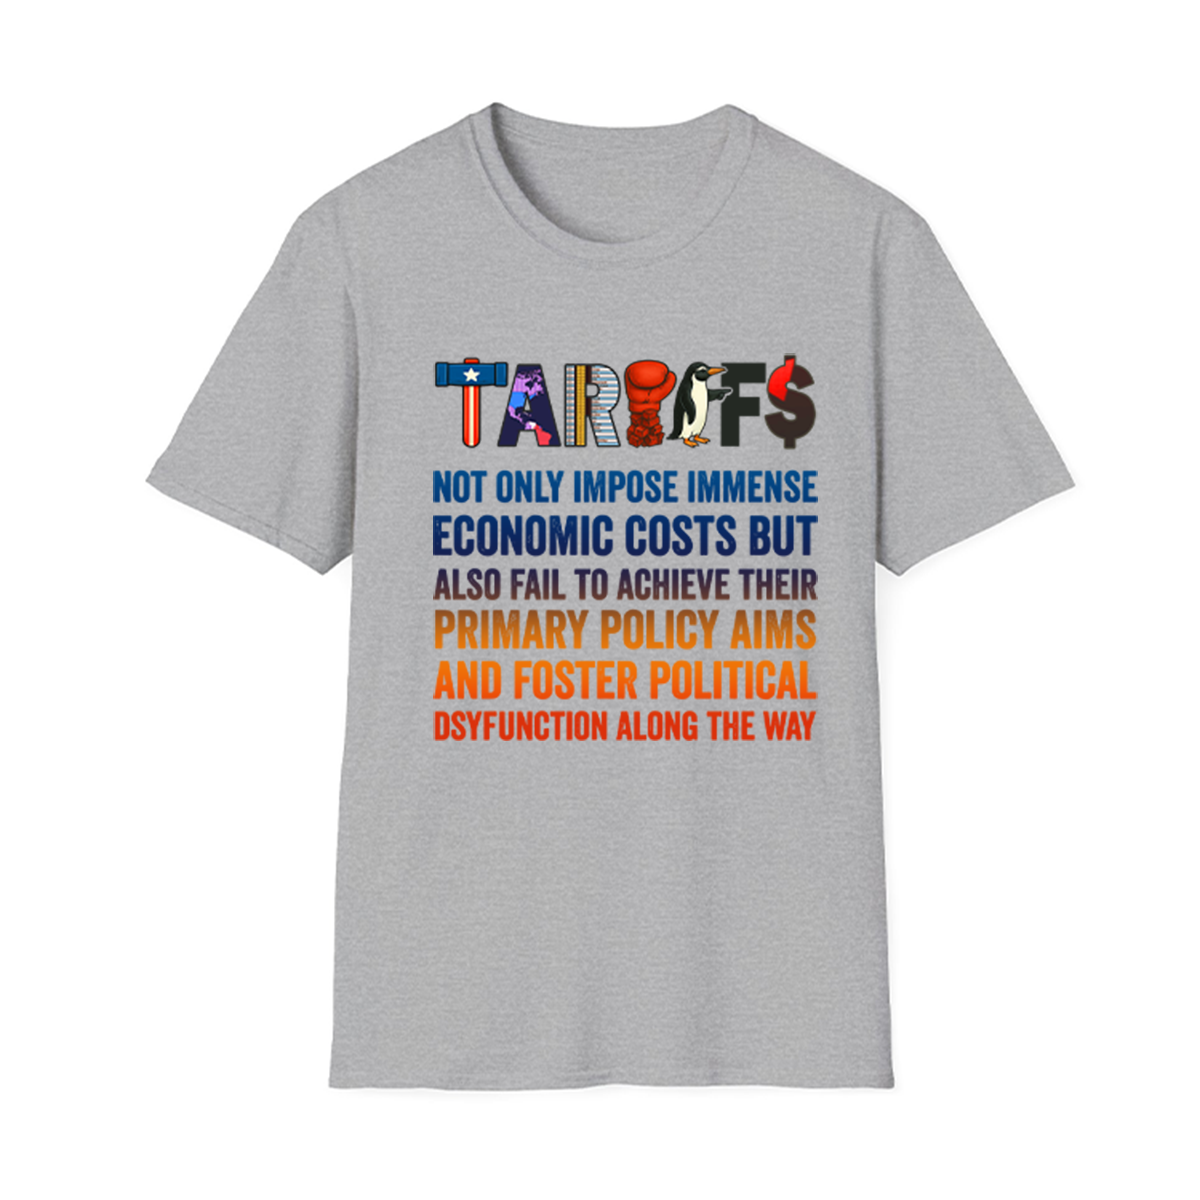 TARIFF$
NOT ONLY IMPOSE IMMENSE
ECONOMIC COSTS BUT
ALSO FAIL TO ACHIEVE THEIR
PRIMARY POLICY AIMS
AND FOSTER POLITICAL
DSYFUNCTION ALONG THE WAY